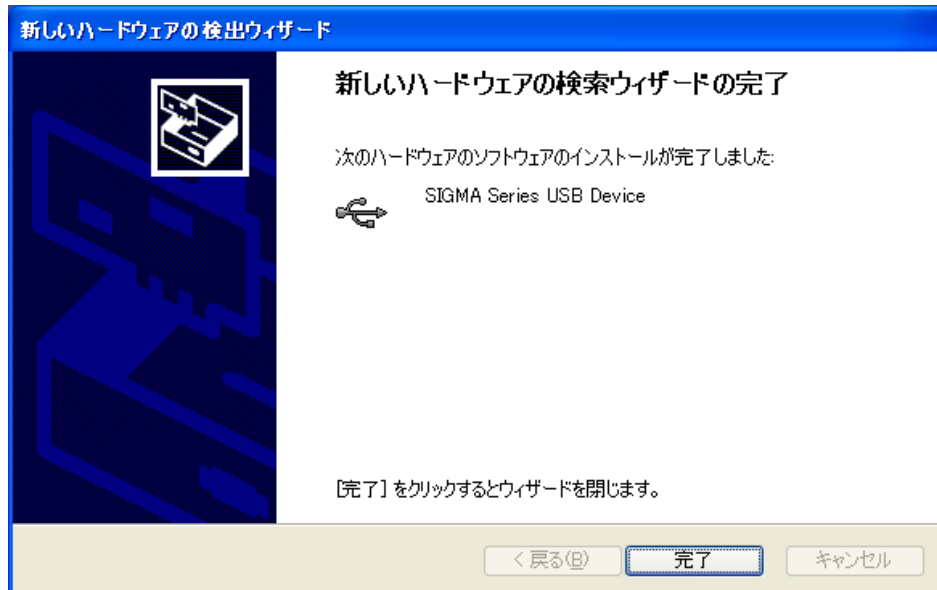 新しいハードウェアの検出ウィザード
新しいハードウェアの検索ウィザードの完了
次のハードウェアのソフトウェアのインストールが完了しました:
SIGMA Series USB Device
[完了] をクリックするとウィザードを閉じます。
< 戻る(B)
完了
キャンセル